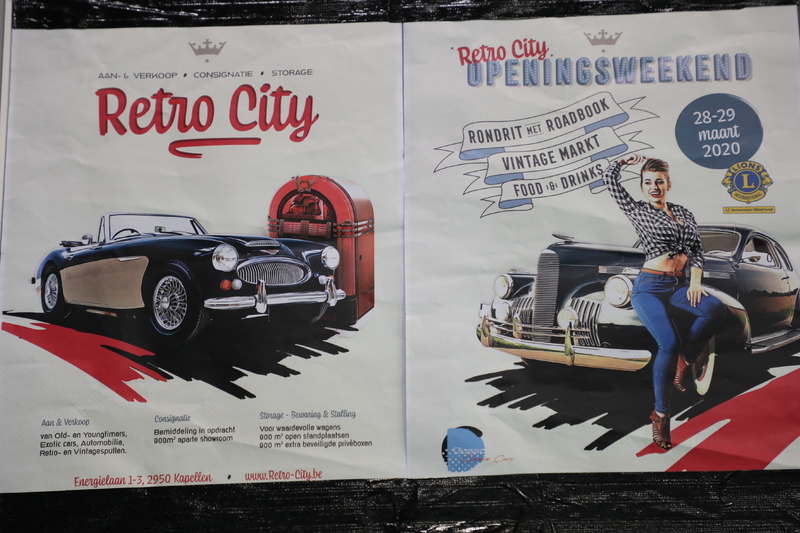 AAN- & VERKOOP • CONSIGNATIE • STORAGE
Retro City
Aan & Verkoop
van Old- en Youngtimers,
Exotic cars, Automobilia,
Retro- en Vintagespullen.
Consignatie
Bemiddeling in opdracht
900m² aparte showroom
Storage - Bewaring & Stalling
Voor waardevolle wagens
900 m² open standplaatsen
900 m² extra beveiligde privéboxen
Energielaan 1-3, 2950 Kapellen • www.Retro-City.be
Retro City
OPENINGSWEEKEND
RONDRIT MET ROADBOOK
VINTAGE MARKT
FOOD & DRINKS
28-29
maart
2020
LIONS
L
INTERNATIONAL